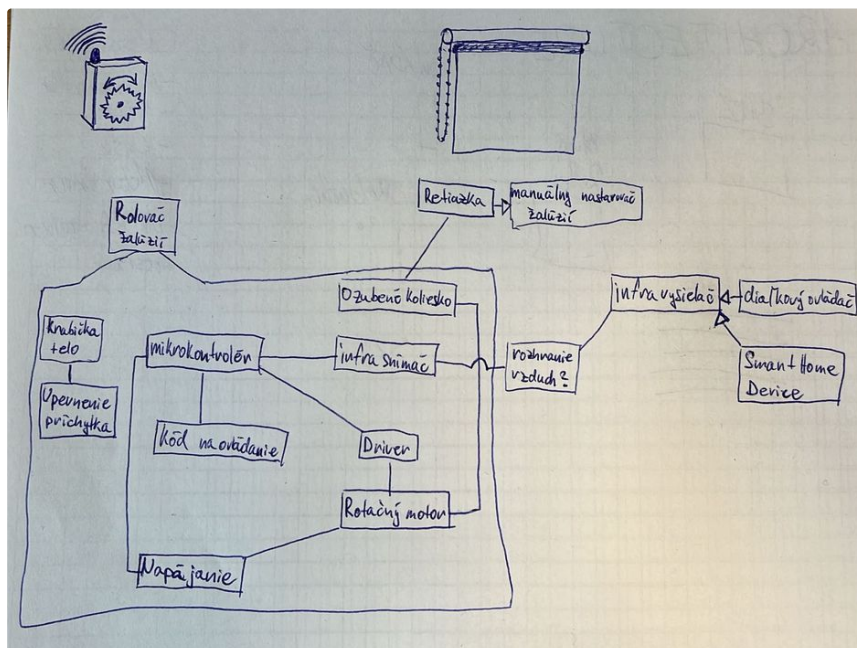 Retiazka
manuálny nastavovač
žalúzií
Rolovač
žalúzií
Ozubené koliesko
infra vysielač
diaľkový ovládač
Krabička
telo
mikrokontrolér
infra snímač
rozhranie
vzduch?
Smart Home
Device
Upevnenie
príchytka
Kód na ovládanie
Driver
Rotačný motor
Napájanie